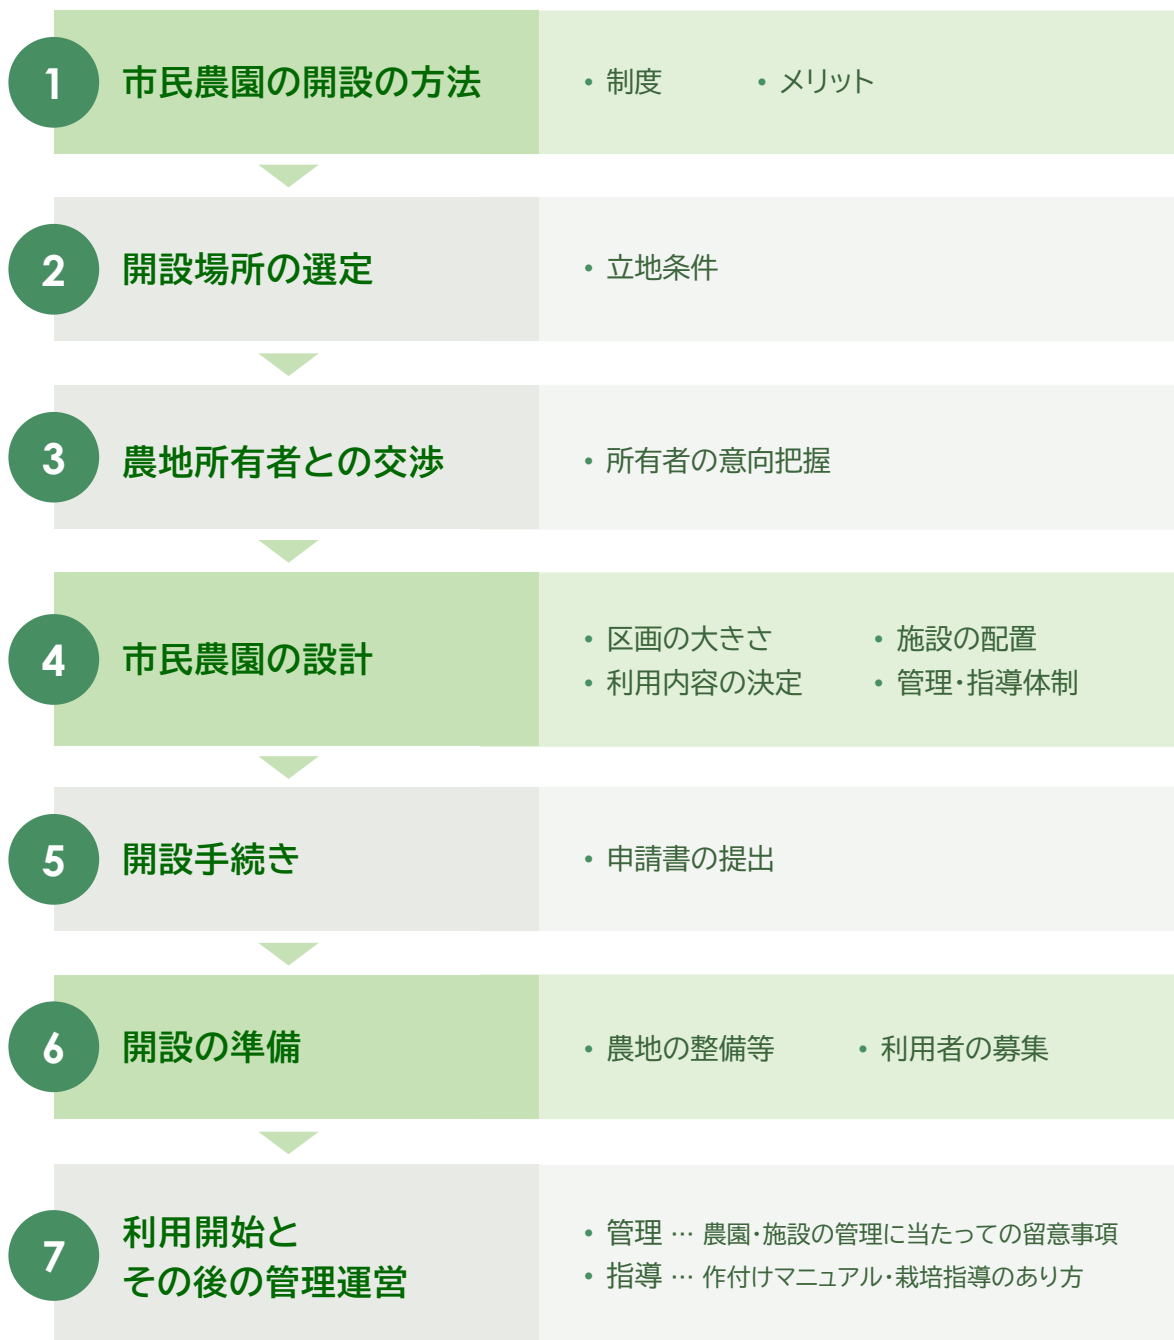 1 市民農園の開設の方法 • 制度 • メリット
2 開設場所の選定 • 立地条件
3 農地所有者との交渉 • 所有者の意向把握
4 市民農園の設計
• 区画の大きさ • 施設の配置
• 利用内容の決定 • 管理・指導体制
5 開設手続き • 申請書の提出
6 開設の準備 • 農地の整備等 • 利用者の募集
7
利用開始と
その後の管理運営
• 管理 … 農園・施設の管理に当たっての留意事項
• 指導 … 作付けマニュアル・栽培指導のあり方